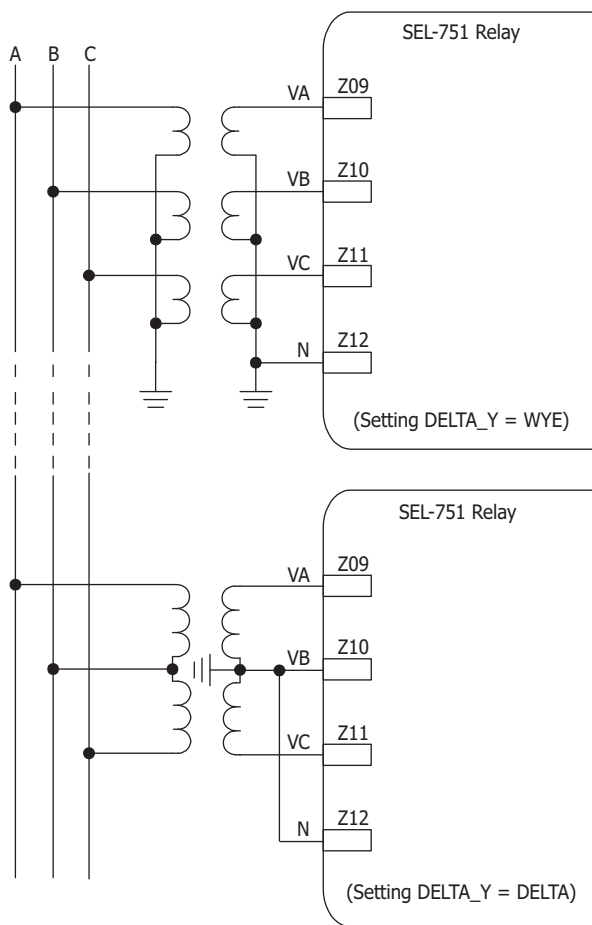 SEL-751 Relay
A B C
VA Z09
VB Z10
VC Z11
N Z12
(Setting DELTA_Y = WYE)
SEL-751 Relay
VA Z09
VB Z10
VC Z11
N Z12
(Setting DELTA_Y = DELTA)